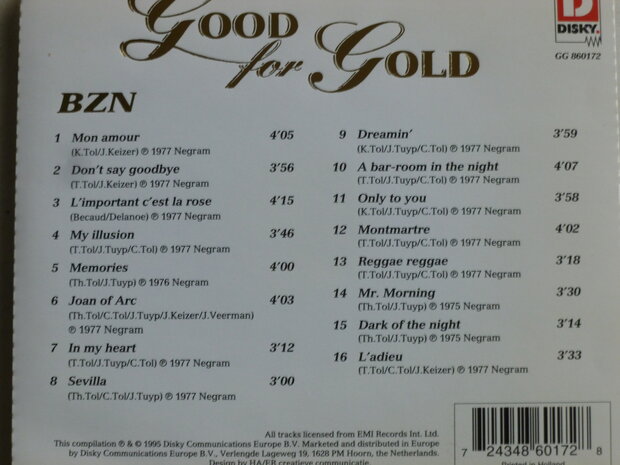 GOOD
for GOLD
DISKY.
GG 860172
BZN
1 Mon amour 4'05
(K.Tol/J.Keizer) ℗ 1977 Negram
2 Don't say goodbye 3'56
(T.Tol/J.Keizer) ℗ 1977 Negram
3 L'important c'est la rose 4'15
(Becaud/Delanoe) ℗ 1977 Negram
4 My illusion 3'46
(T.Tol/J.Tuyp/C.Tol) ℗ 1977 Negram
5 Memories 4'00
(Th.Tol/J.Tuyp) ℗ 1976 Negram
6 Joan of Arc 4'03
(Th.Tol/C.Tol/J.Tuyp/J.Keizer/J.Veerman)
℗ 1977 Negram
7 In my heart 3'12
(T.Tol/J.Tuyp/C.Tol) ℗ 1977 Negram
8 Sevilla 3'00
(Th.Tol/C.Tol/J.Tuyp) ℗ 1977 Negram
9 Dreamin' 3'59
(K.Tol/J.Tuyp/C.Tol) ℗ 1977 Negram
10 A bar-room in the night 4'07
(T.Tol/J.Tuyp/C.Tol) ℗ 1977 Negram
11 Only to you 3'58
(K.Tol/J.Tuyp/C.Tol) ℗ 1977 Negram
12 Montmartre 4'02
(T.Tol/J.Tuyp/C.Tol) ℗ 1977 Negram
13 Reggae reggae 3'18
(T.Tol/J.Tuyp/C.Tol) ℗ 1977 Negram
14 Mr. Morning 3'30
(Th.Tol/J.Tuyp) ℗ 1975 Negram
15 Dark of the night 3'14
(Th.Tol/J.Tuyp) ℗ 1975 Negram
16 L'adieu 3'33
(T.Tol/C.Tol/J.Keizer) ℗ 1977 Negram
All tracks licensed from EMI Records Int. Ltd.
This compilation ℗ & © 1995 Disky Communications Europe B.V. Marketed and distributed in Europe
by Disky Communications Europe B.V., Verlengde Lageweg 19, 1628 PM Hoorn, the Netherlands.
Design by HA/ER creatieve communicatie.
7 24348 60172 8
Printed in Holland